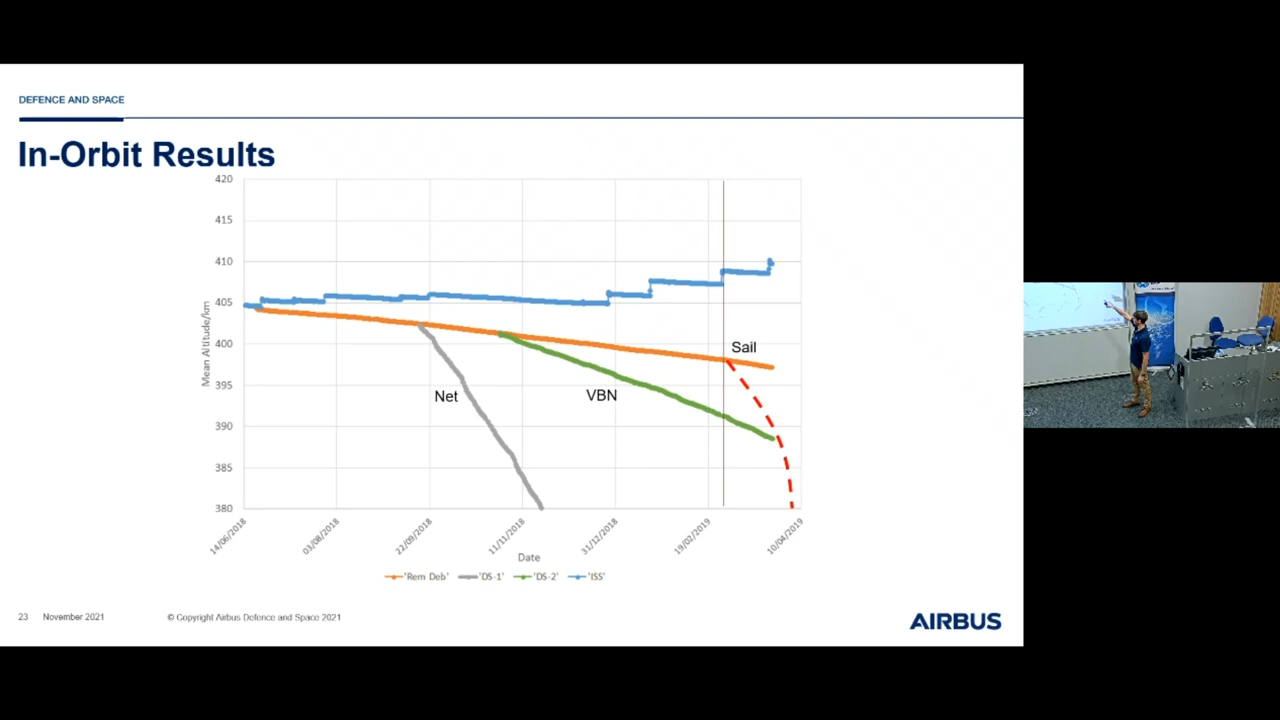 DEFENCE AND SPACE
In-Orbit Results
420
415
410
405
400
395
390
385
380
Mean Altitude/km
Sail
Net
VBN
14/06/2018
03/08/2018
22/09/2018
11/11/2018
31/12/2018
19/02/2019
10/04/2019
Date
'Rem Deb' 'DS-1' 'DS-2' 'ISS'
23 November 2021 © Copyright Airbus Defence and Space 2021
AIRBUS